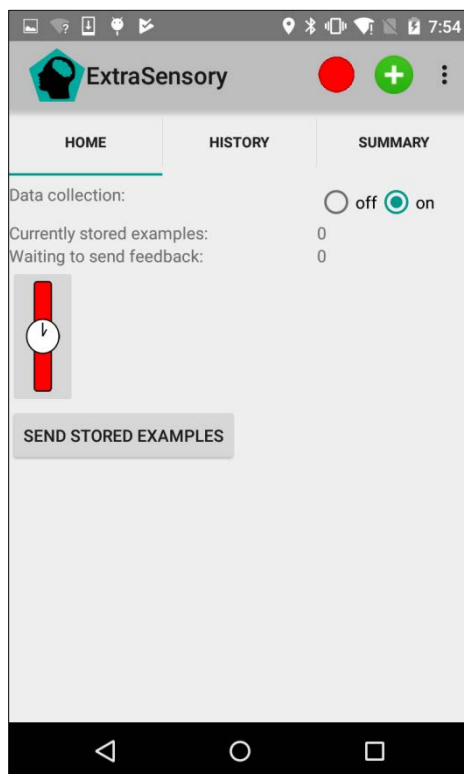 7:54
ExtraSensory
HOME HISTORY SUMMARY
Data collection: off on
Currently stored examples: 0
Waiting to send feedback: 0
SEND STORED EXAMPLES